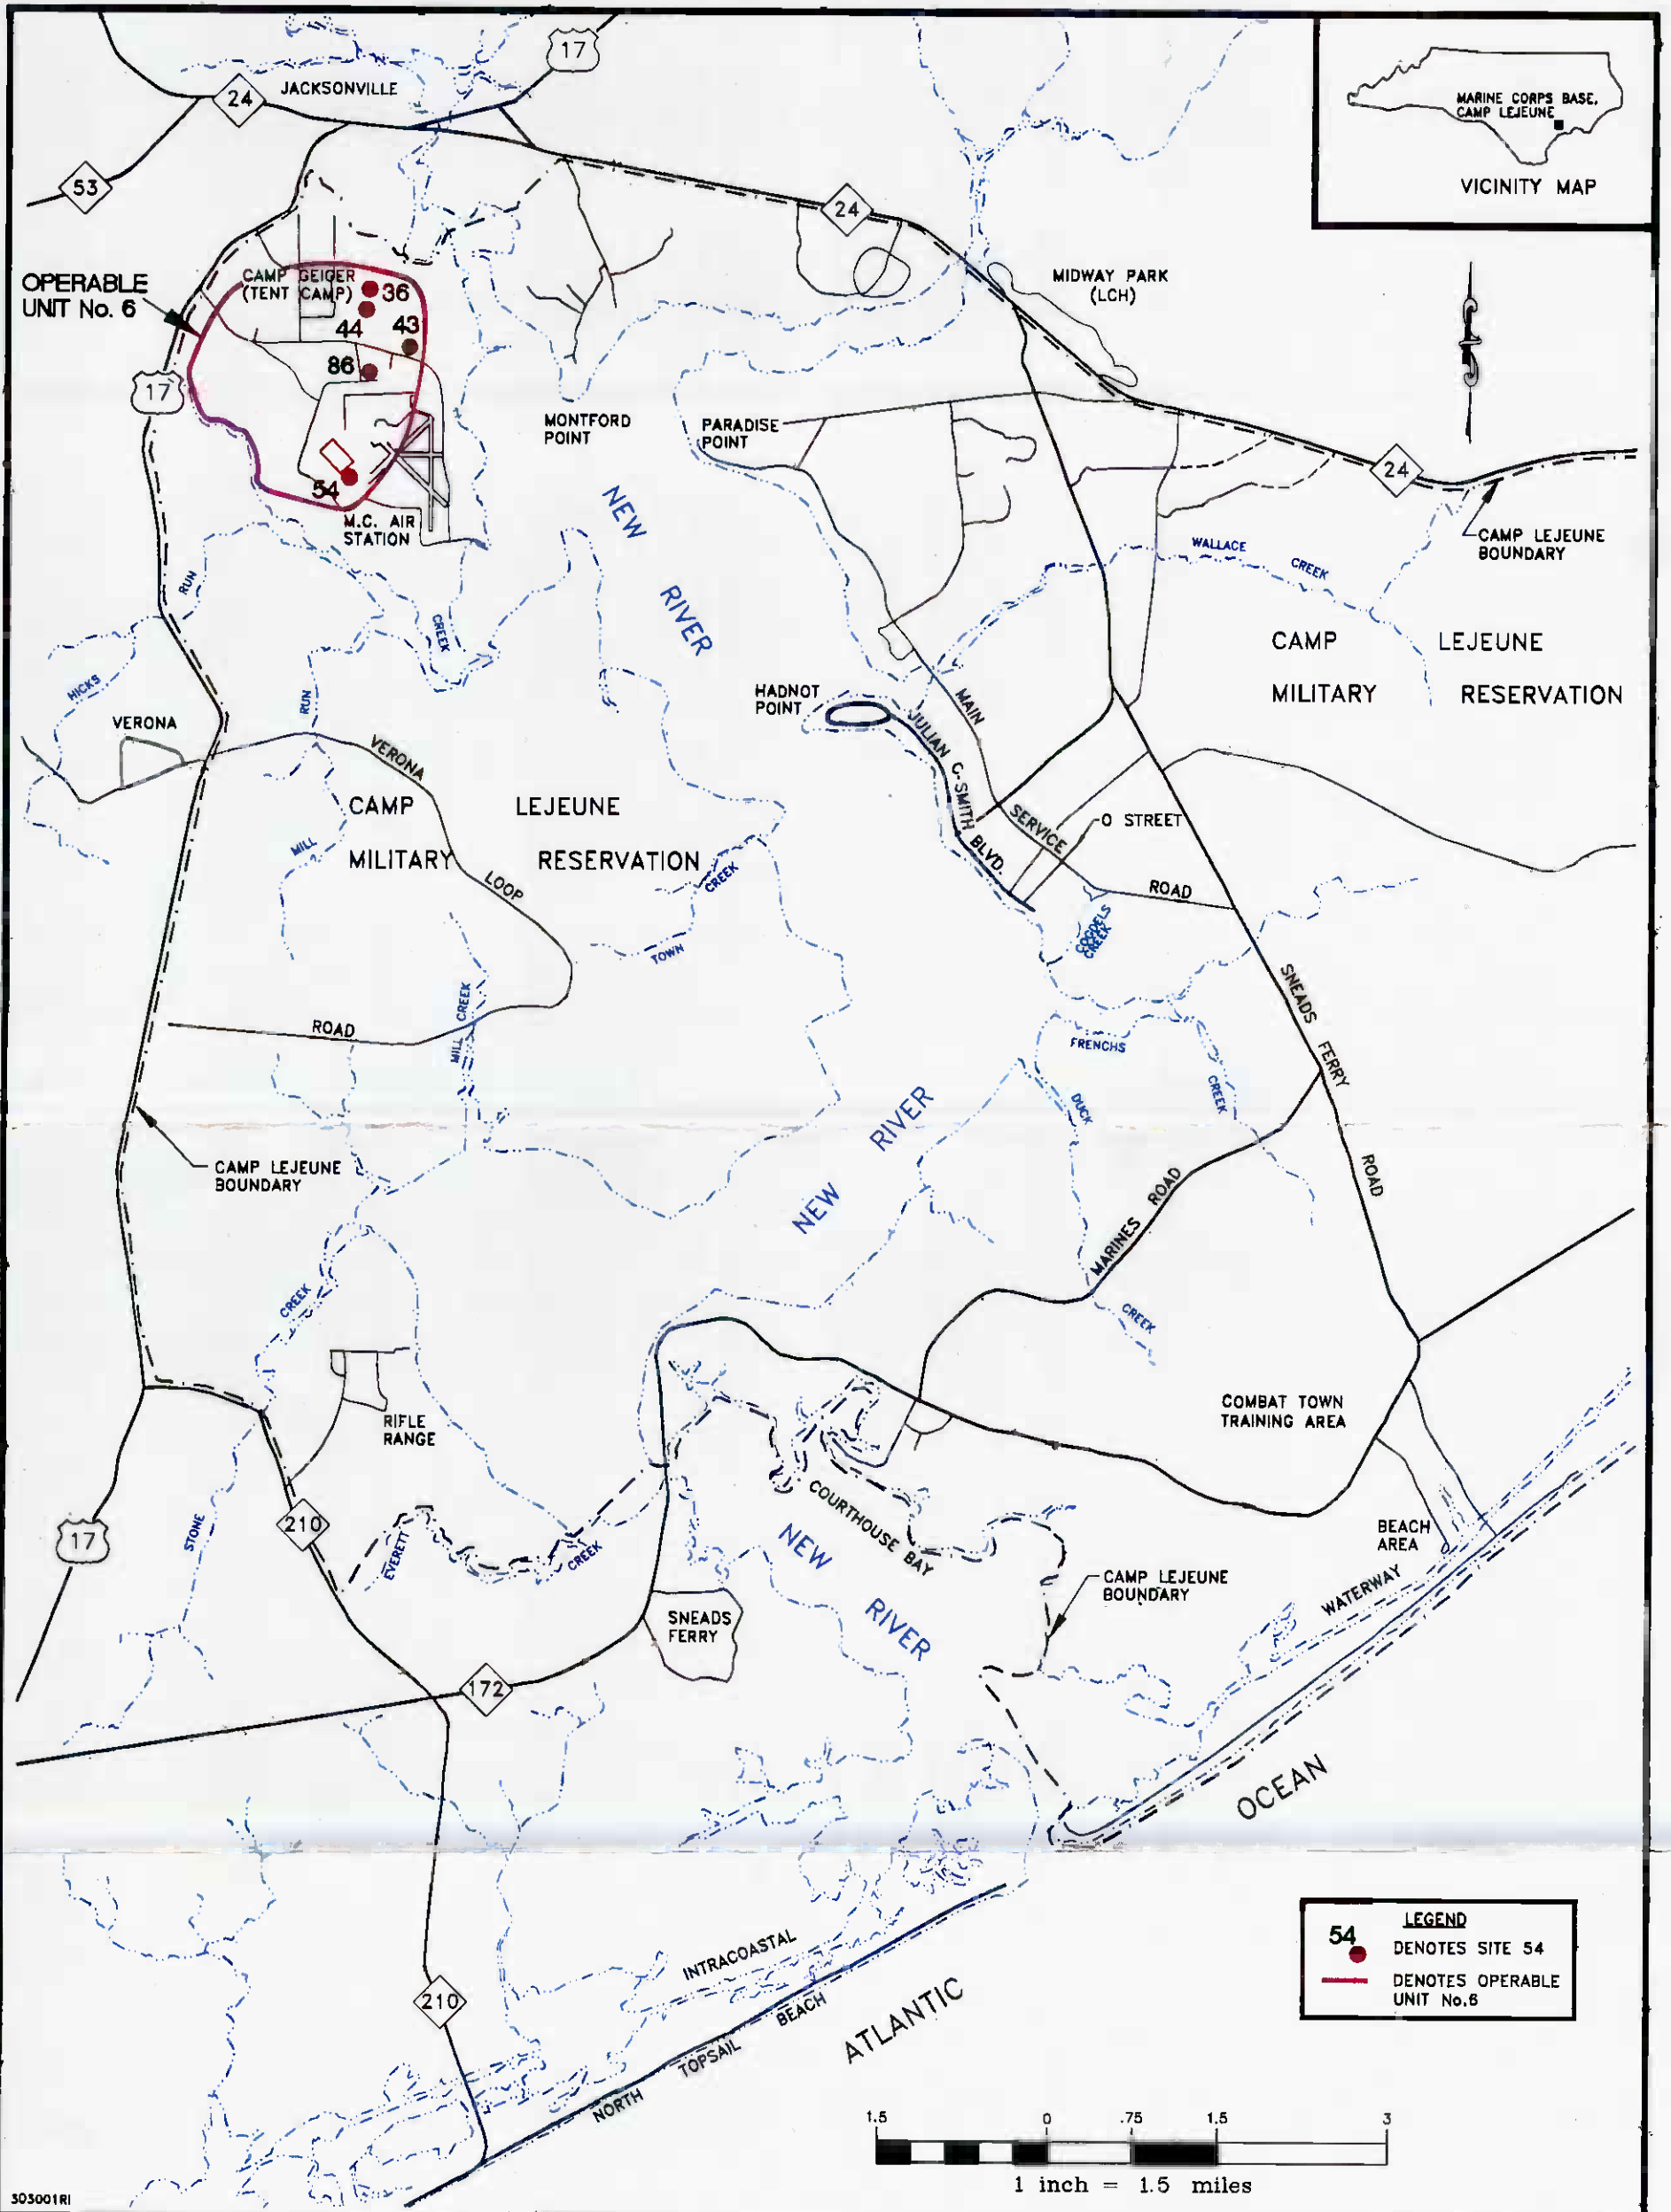 17
JACKSONVILLE
24
53
MARINE CORPS BASE,
CAMP LEJEUNE
VICINITY MAP
24
OPERABLE
UNIT No. 6
CAMP GEIGER
(TENT CAMP)
36
44
43
86
54
17
MIDWAY PARK
(LCH)
MONTFORD
POINT
PARADISE
POINT
M.C. AIR
STATION
24
CAMP LEJEUNE
BOUNDARY
NEW
RIVER
WALLACE
CREEK
RUN
HICKS
CREEK
CAMP LEJEUNE
MILITARY RESERVATION
HADNOT
POINT
MAIN
JULIAN C. SMITH BLVD.
SERVICE
ROAD
O STREET
VERONA
RUN
VERONA
LOOP
ROAD
CAMP LEJEUNE
MILITARY RESERVATION
MILL
CREEK
TOWN
COGDELS
CREEK
MILL CREEK
SNEADS
FERRY
ROAD
FRENCHS
CREEK
DUCK
CREEK
CAMP LEJEUNE
BOUNDARY
NEW
RIVER
MARINES ROAD
CREEK
STONE
RIFLE
RANGE
COMBAT TOWN
TRAINING AREA
17
210
EVERETT
CREEK
COURTHOUSE BAY
NEW
RIVER
BEACH
AREA
CAMP LEJEUNE
BOUNDARY
WATERWAY
SNEADS
FERRY
172
OCEAN
INTRACOASTAL
ATLANTIC
210
NORTH
TOPSAIL
BEACH
LEGEND
54
DENOTES SITE 54
DENOTES OPERABLE
UNIT No.6
1.5 0 .75 1.5 3
1 inch = 1.5 miles
303001RI